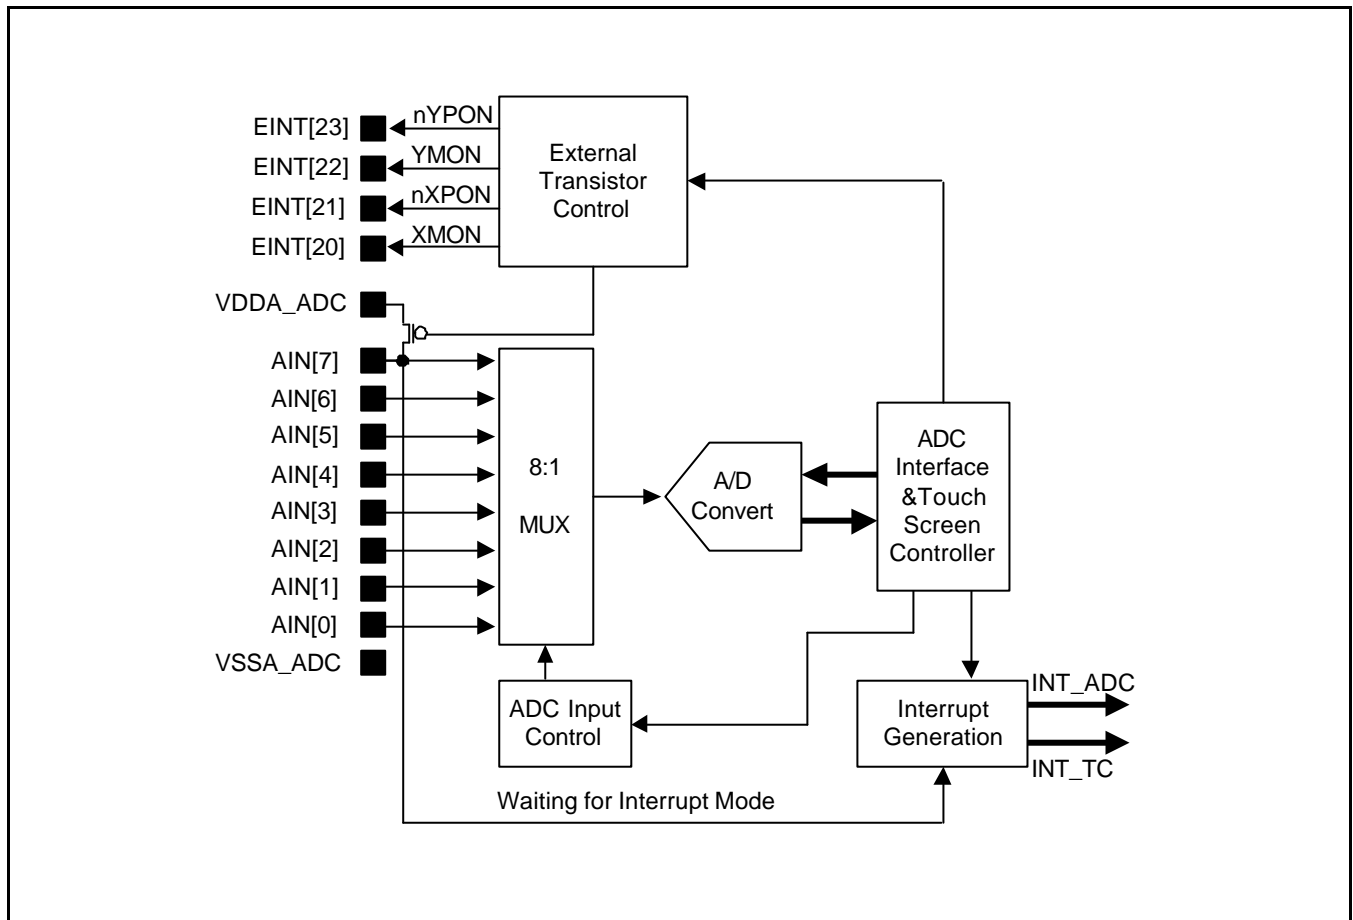 EINT[23]
nYPON
EINT[22]
YMON
EINT[21]
nXPON
EINT[20]
XMON
External
Transistor
Control
VDDA_ADC
AIN[7]
AIN[6]
AIN[5]
AIN[4]
AIN[3]
AIN[2]
AIN[1]
AIN[0]
VSSA_ADC
8:1
MUX
A/D
Convert
ADC
Interface
&Touch
Screen
Controller
ADC Input
Control
Interrupt
Generation
INT_ADC
INT_TC
Waiting for Interrupt Mode